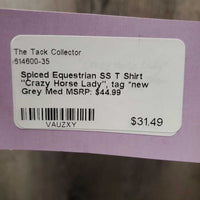 The Tack Collector
614600-35
Spiced Equestrian SS T Shirt
"Crazy Horse Lady", tag *new
Grey Med MSRP: $44.99
VAUZXY
$31.49